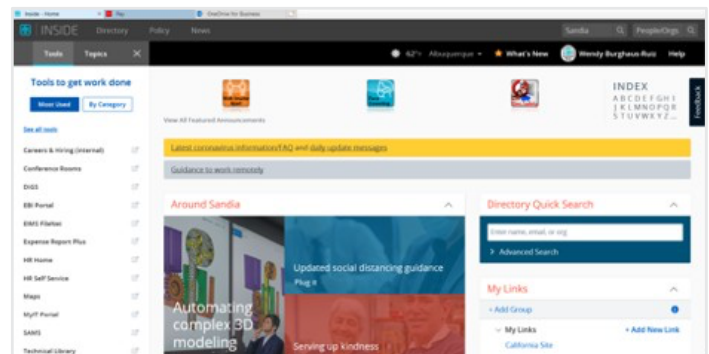 Inside - Home
Pay
OneDrive for Business
INSIDE
Directory
Policy
News
Sandia
People/Orgs
Tools
Topics
62°F Albuquerque
What's New
Wendy Burghaus-Ruiz
Help
Tools to get work done
Most Used
By Category
See all tools
Careers & Hiring (internal)
Conference Rooms
EBI Portal
EIMS FileNet
Expense Report Plus
HR Home
HR Self Service
Maps
MyIT Portal
SAMS
Technical Library
View All Featured Announcements
INDEX
A B C D E F G H I
J K L M N O P Q R
S T U V W X Y Z ...
Feedback
Latest coronavirus information/FAQ and daily update messages
Guidance to work remotely
Around Sandia
Automating
complex 3D
modeling
Updated social distancing guidance
Plug it
Serving up kindness
Directory Quick Search
Enter name, email, or org
> Advanced Search
My Links
+ Add Group
My Links
+ Add New Link
California Site